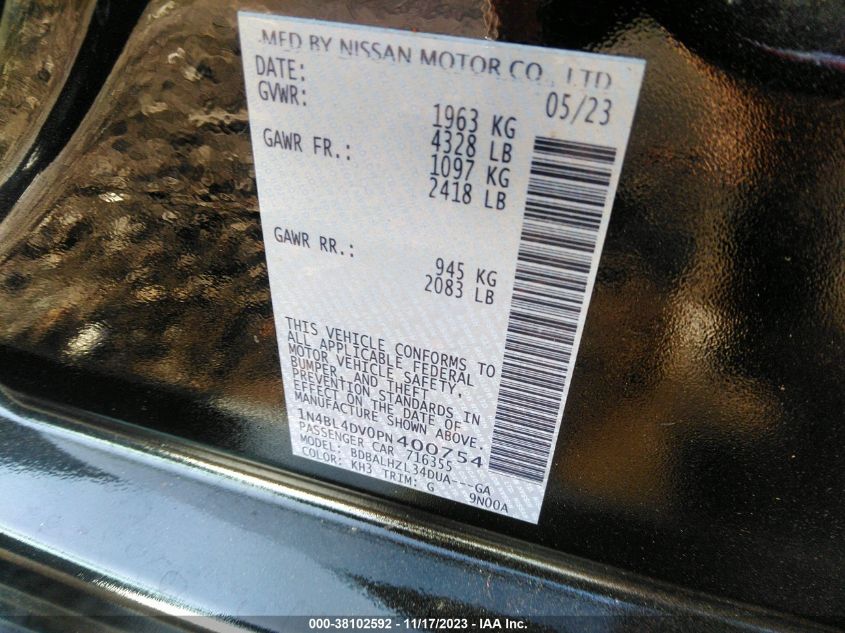 MFD BY NISSAN MOTOR CO., LTD
DATE: 05/23
GVWR: 1963 KG
4328 LB
GAWR FR.: 1097 KG
2418 LB
GAWR RR.: 945 KG
2083 LB
THIS VEHICLE CONFORMS TO
ALL APPLICABLE FEDERAL
MOTOR VEHICLE SAFETY,
BUMPER, AND THEFT
PREVENTION STANDARDS IN
EFFECT ON THE DATE OF
MANUFACTURE SHOWN ABOVE.
1N4BL4DV0PN400754
PASSENGER CAR 716355
MODEL: BDBALHZL34DUA---GA
COLOR: KH3 TRIM: G 9N00A
000-38102592 - 11/17/2023 - IAA Inc.